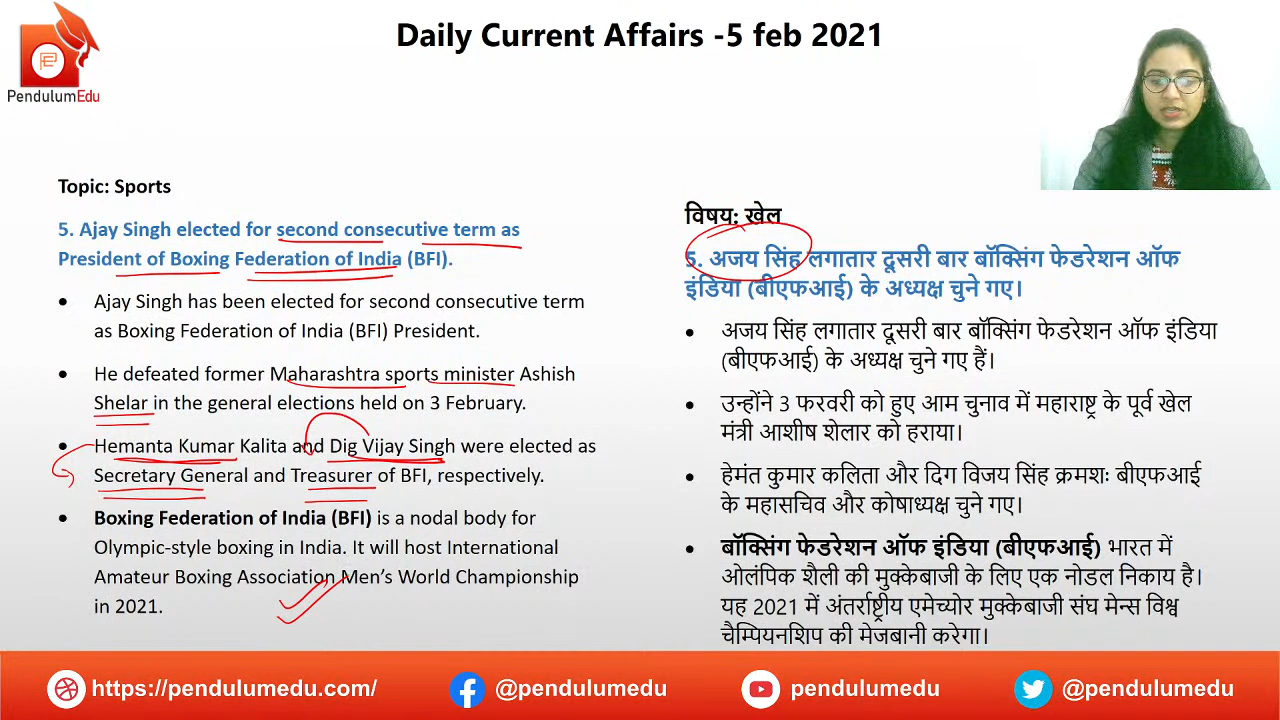 Daily Current Affairs -5 feb 2021
PendulumEdu
Topic: Sports
5. Ajay Singh elected for second consecutive term as
President of Boxing Federation of India (BFI).
• Ajay Singh has been elected for second consecutive term
as Boxing Federation of India (BFI) President.
• He defeated former Maharashtra sports minister Ashish
Shelar in the general elections held on 3 February.
• Hemanta Kumar Kalita and Dig Vijay Singh were elected as
Secretary General and Treasurer of BFI, respectively.
• Boxing Federation of India (BFI) is a nodal body for
Olympic-style boxing in India. It will host International
Amateur Boxing Association Men’s World Championship
in 2021.
विषय: खेल
5. अजय सिंह लगातार दूसरी बार बॉक्सिंग फेडरेशन ऑफ
इंडिया (बीएफआई) के अध्यक्ष चुने गए।
• अजय सिंह लगातार दूसरी बार बॉक्सिंग फेडरेशन ऑफ इंडिया
(बीएफआई) के अध्यक्ष चुने गए हैं।
• उन्होंने 3 फरवरी को हुए आम चुनाव में महाराष्ट्र के पूर्व खेल
मंत्री आशीष शेलार को हराया।
• हेमंत कुमार कलिता और दिग विजय सिंह क्रमशः बीएफआई
के महासचिव और कोषाध्यक्ष चुने गए।
• बॉक्सिंग फेडरेशन ऑफ इंडिया (बीएफआई) भारत में
ओलंपिक शैली की मुक्केबाजी के लिए एक नोडल निकाय है।
यह 2021 में अंतर्राष्ट्रीय एमेच्योर मुक्केबाजी संघ मेन्स विश्व
चैम्पियनशिप की मेजबानी करेगा।
https://pendulumedu.com/
@pendulumedu
pendulumedu
@pendulumedu